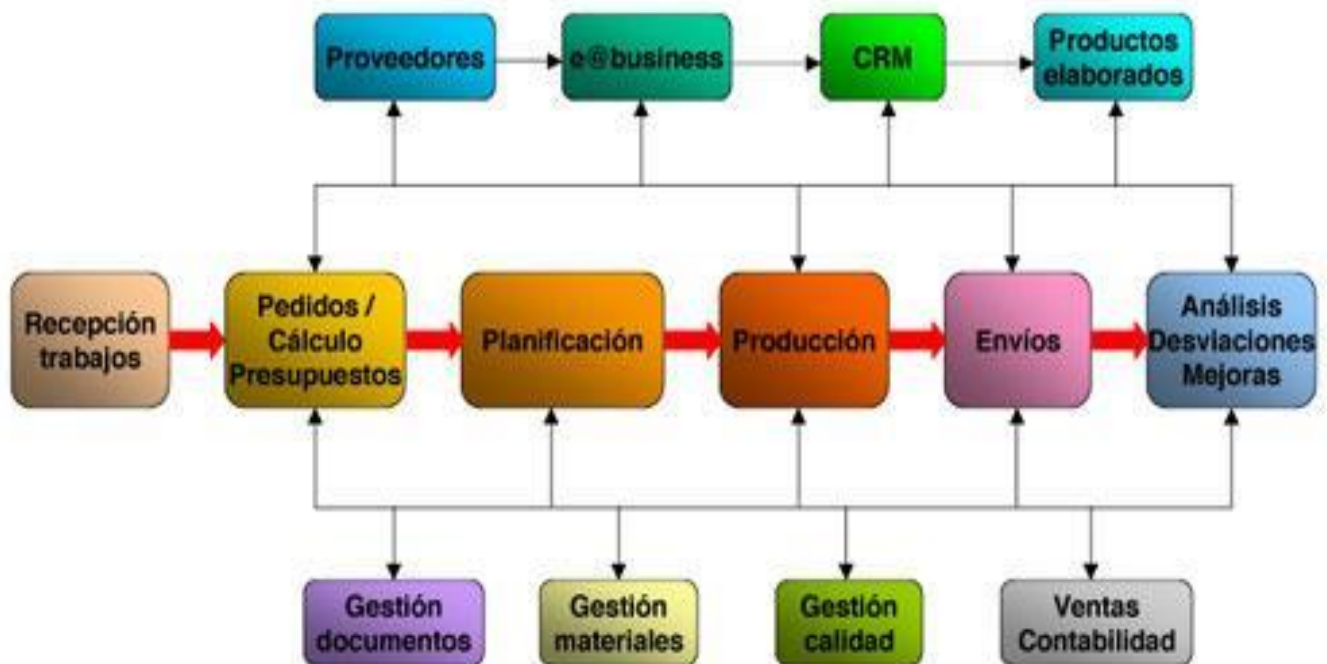 Proveedores
e@business
CRM
Productos
elaborados
Recepción
trabajos
Pedidos /
Cálculo
Presupuestos
Planificación
Producción
Envíos
Análisis
Desviaciones
Mejoras
Gestión
documentos
Gestión
materiales
Gestión
calidad
Ventas
Contabilidad